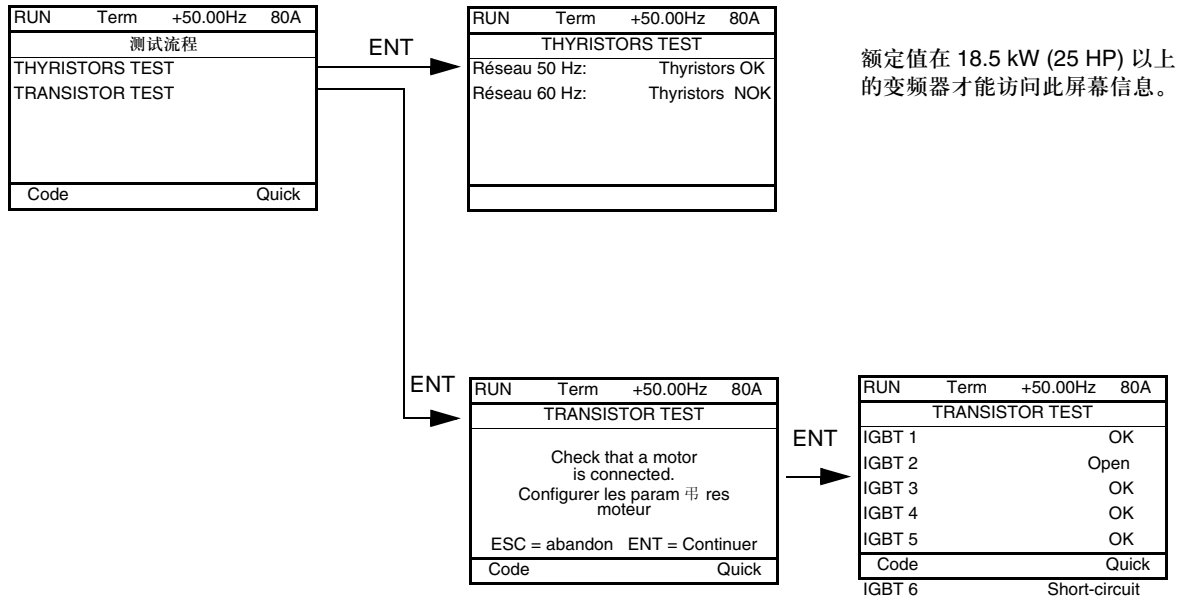 RUN Term +50.00Hz 80A
测试流程
THYRISTORS TEST
TRANSISTOR TEST
Code Quick
ENT
RUN Term +50.00Hz 80A
THYRISTORS TEST
Réseau 50 Hz: Thyristors OK
Réseau 60 Hz: Thyristors NOK
额定值在 18.5 kW (25 HP) 以上
的变频器才能访问此屏幕信息。
ENT
RUN Term +50.00Hz 80A
TRANSISTOR TEST
Check that a motor
is connected.
Configurer les param 弔 res
moteur
ESC = abandon ENT = Continuer
Code Quick
ENT
RUN Term +50.00Hz 80A
TRANSISTOR TEST
IGBT 1 OK
IGBT 2 Open
IGBT 3 OK
IGBT 4 OK
IGBT 5 OK
Code Quick
IGBT 6 Short-circuit